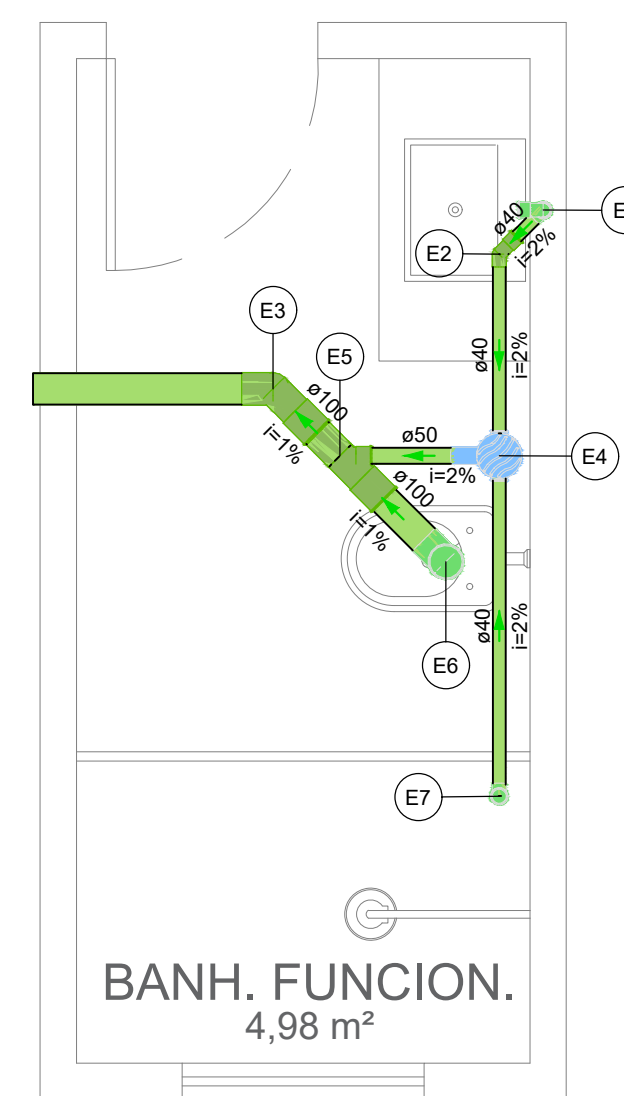 E
ø40
i=2%
E2
ø40
i=2%
E3
E5
ø100
i=1%
ø50
i=2%
E4
ø100
i=1%
ø40
i=2%
E6
E7
BANH. FUNCION.
4,98 m²